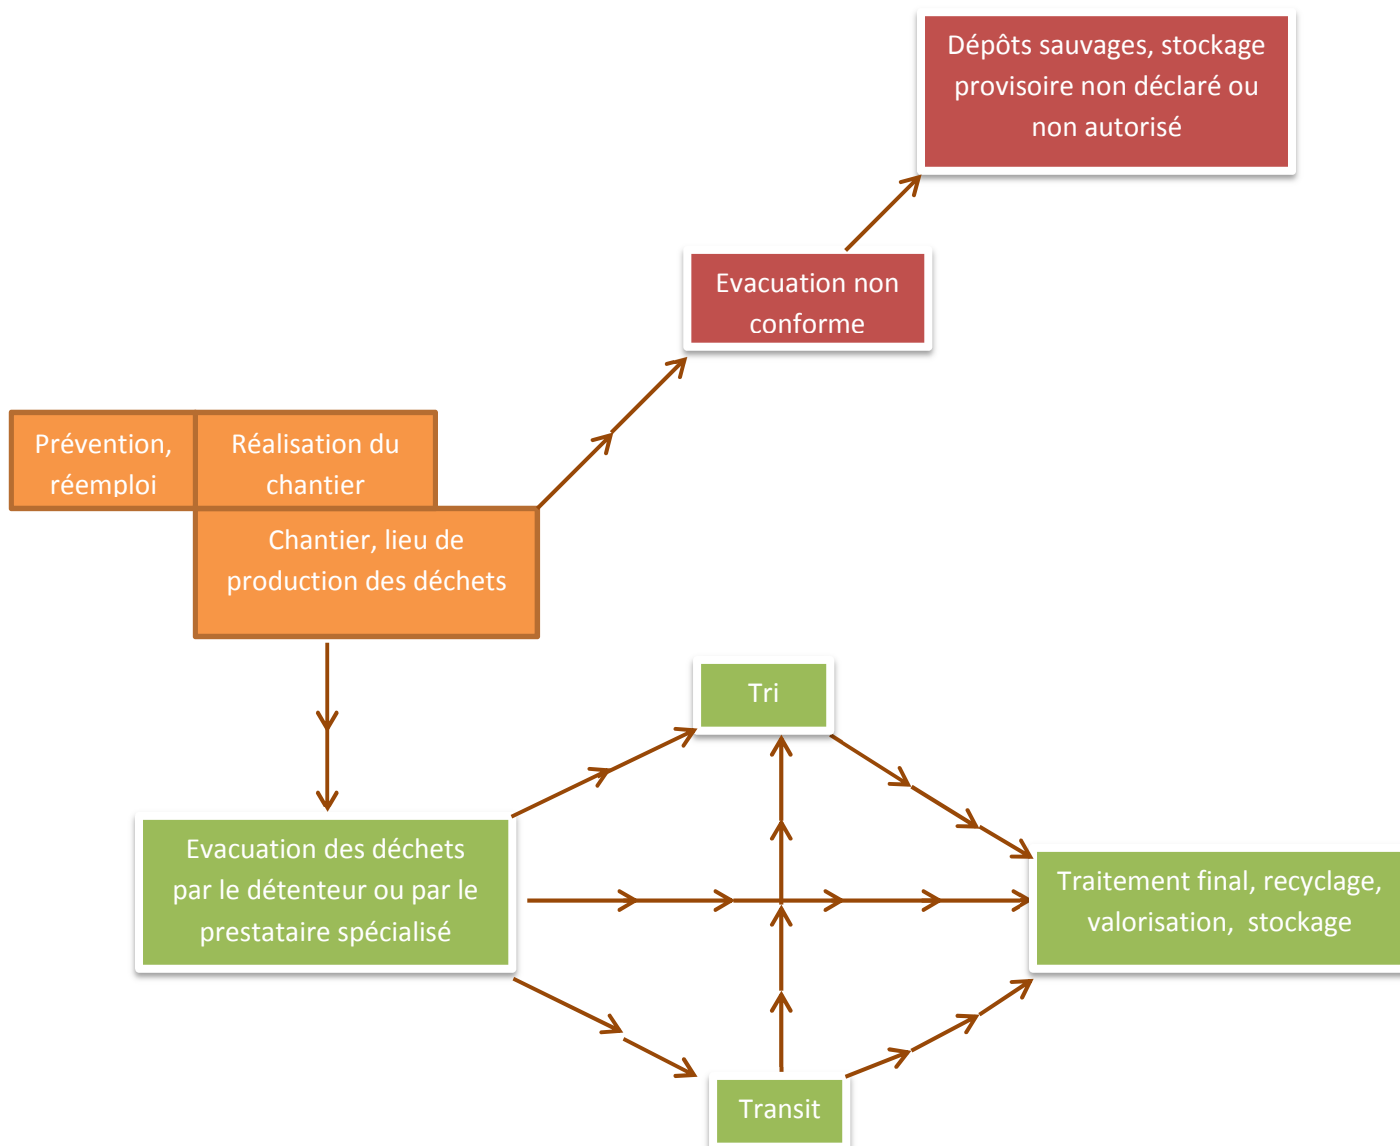 Dépôts sauvages, stockage
provisoire non déclaré ou
non autorisé
Evacuation non
conforme
Prévention,
réemploi
Réalisation du
chantier
Chantier, lieu de
production des déchets
Tri
Evacuation des déchets
par le détenteur ou par le
prestataire spécialisé
Traitement final, recyclage,
valorisation, stockage
Transit